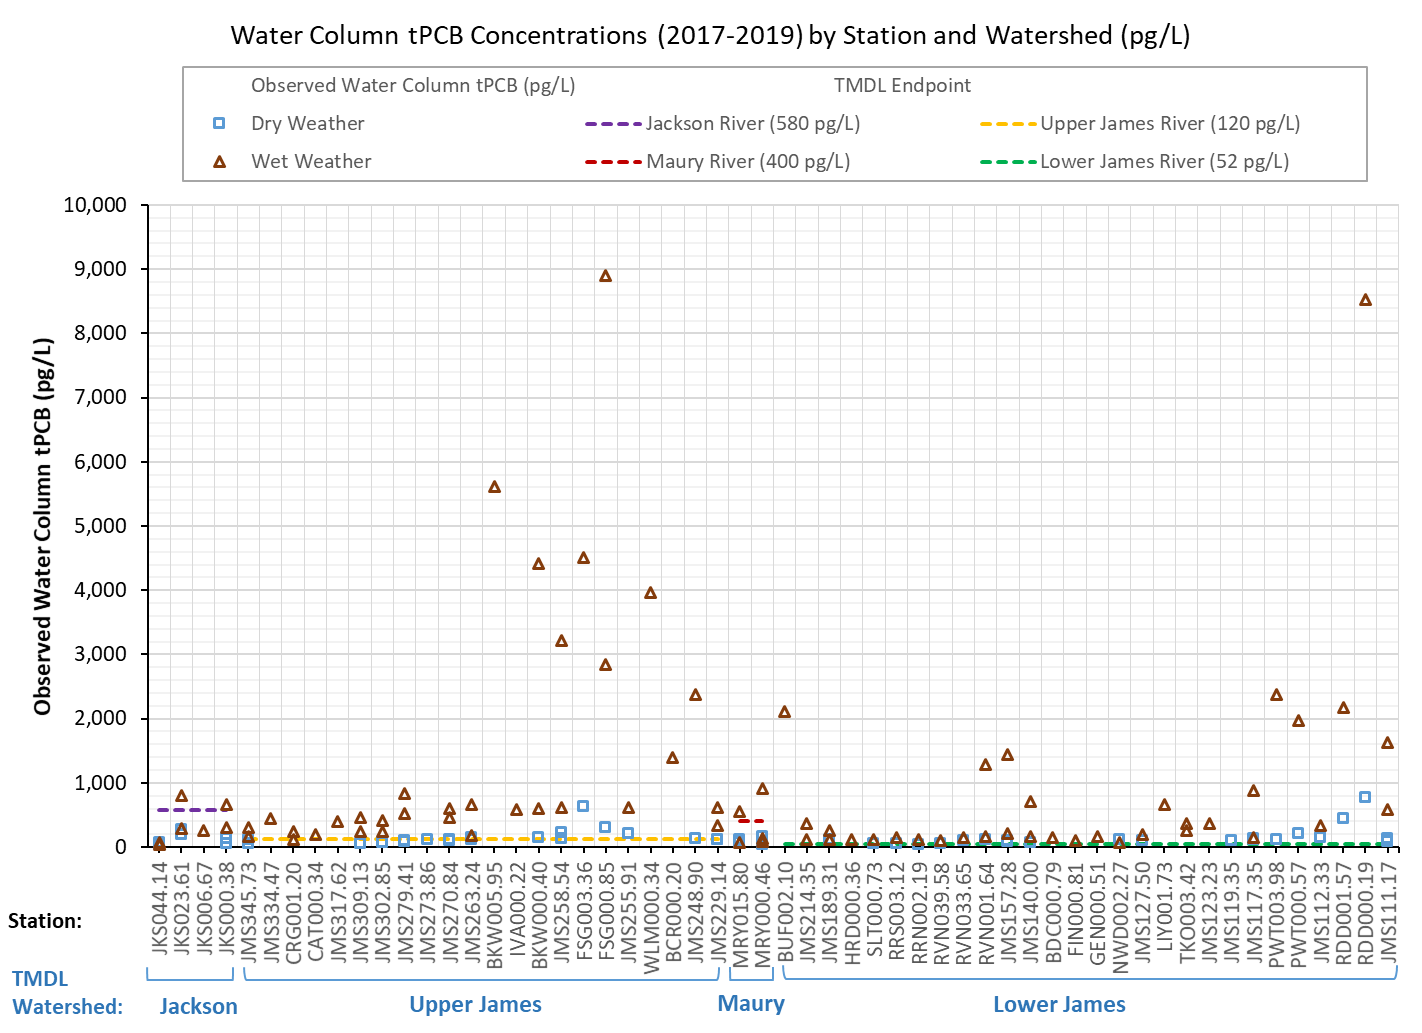 Water Column tPCB Concentrations (2017-2019) by Station and Watershed (pg/L)
Observed Water Column tPCB (pg/L) TMDL Endpoint
Dry Weather Jackson River (580 pg/L) Upper James River (120 pg/L)
Wet Weather Maury River (400 pg/L) Lower James River (52 pg/L)
Observed Water Column tPCB (pg/L)
10,000
9,000
8,000
7,000
6,000
5,000
4,000
3,000
2,000
1,000
0
Station:
JKS044.14
JKS023.61
JKS006.67
JKS000.38
JMS345.73
JMS334.47
CRG001.20
CAT000.34
JMS317.62
JMS309.13
JMS302.85
JMS279.41
JMS273.86
JMS270.84
JMS263.24
BKW005.95
IVA000.22
BKW000.40
JMS258.54
FSG003.36
FSG000.85
JMS255.91
WLM000.34
BCR000.20
JMS248.90
JMS229.14
MRY015.80
MRY000.46
BUF002.10
JMS214.35
JMS189.31
HRD000.36
SLT000.73
RRS003.12
RRN002.19
RVN039.58
RVN033.65
RVN001.64
JMS157.28
JMS140.00
BDC000.79
FIN000.81
GEN000.51
NWD002.27
JMS127.50
LIY001.73
TKO003.42
JMS123.23
JMS119.35
JMS117.35
PWT003.98
PWT000.57
JMS112.33
RDD001.57
RDD000.19
JMS111.17
TMDL
Watershed: Jackson Upper James Maury Lower James